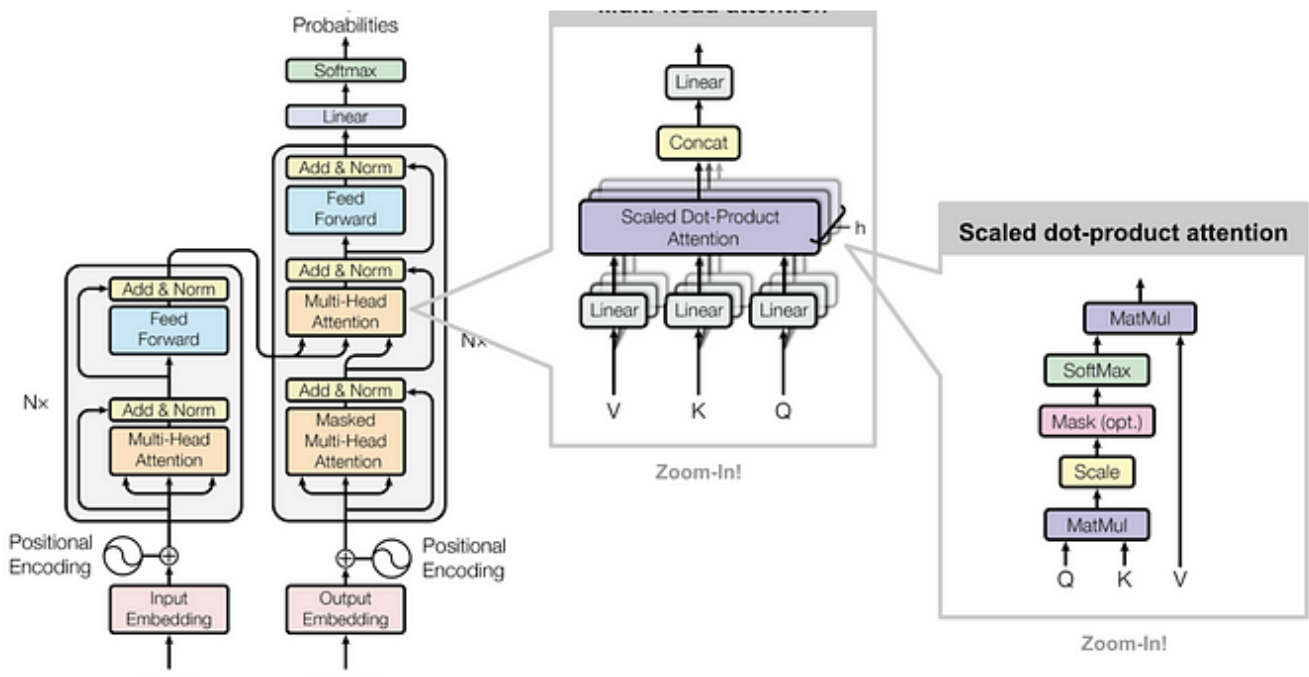 Probabilities
Softmax
Linear
Add & Norm
Feed
Forward
Add & Norm
Multi-Head
Attention
Add & Norm
Masked
Multi-Head
Attention
Nx
Positional
Encoding
Output
Embedding
Add & Norm
Feed
Forward
Add & Norm
Multi-Head
Attention
Nx
Positional
Encoding
Input
Embedding
Multi-head attention
Linear
Concat
Scaled Dot-Product
Attention
h
Linear Linear Linear
V K Q
Zoom-In!
Scaled dot-product attention
MatMul
SoftMax
Mask (opt.)
Scale
MatMul
Q K V
Zoom-In!